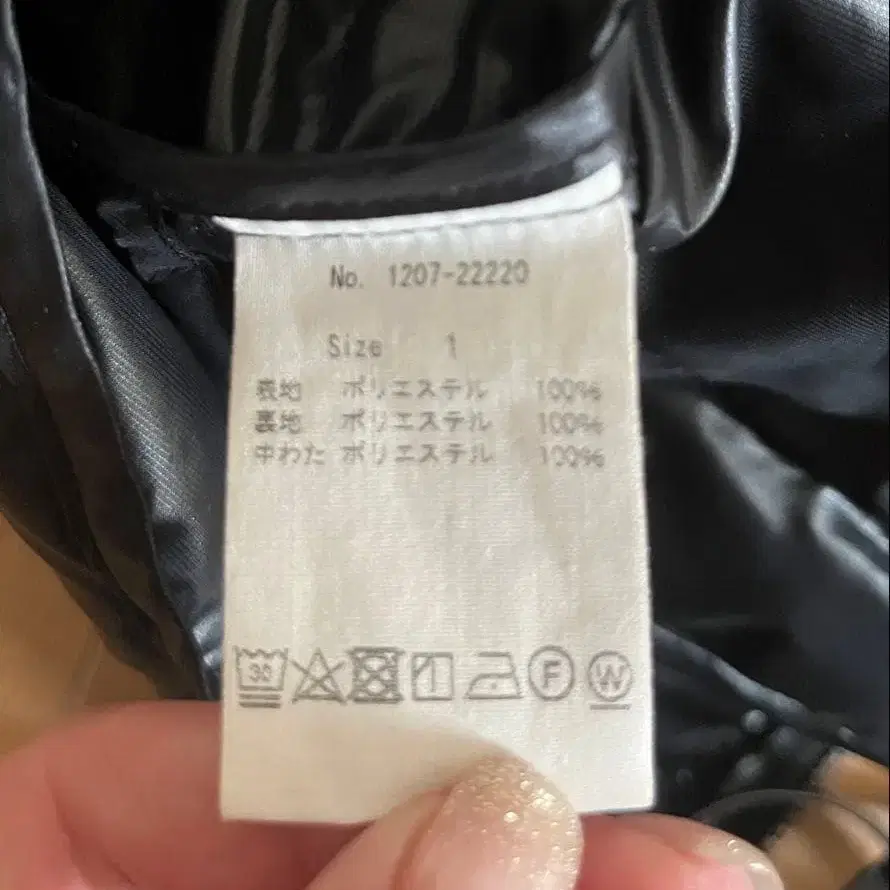 No. 1207-22220
Size 1
表地 ポリエステル 100%
裏地 ポリエステル 100%
中わた ポリエステル 100%
30 F W